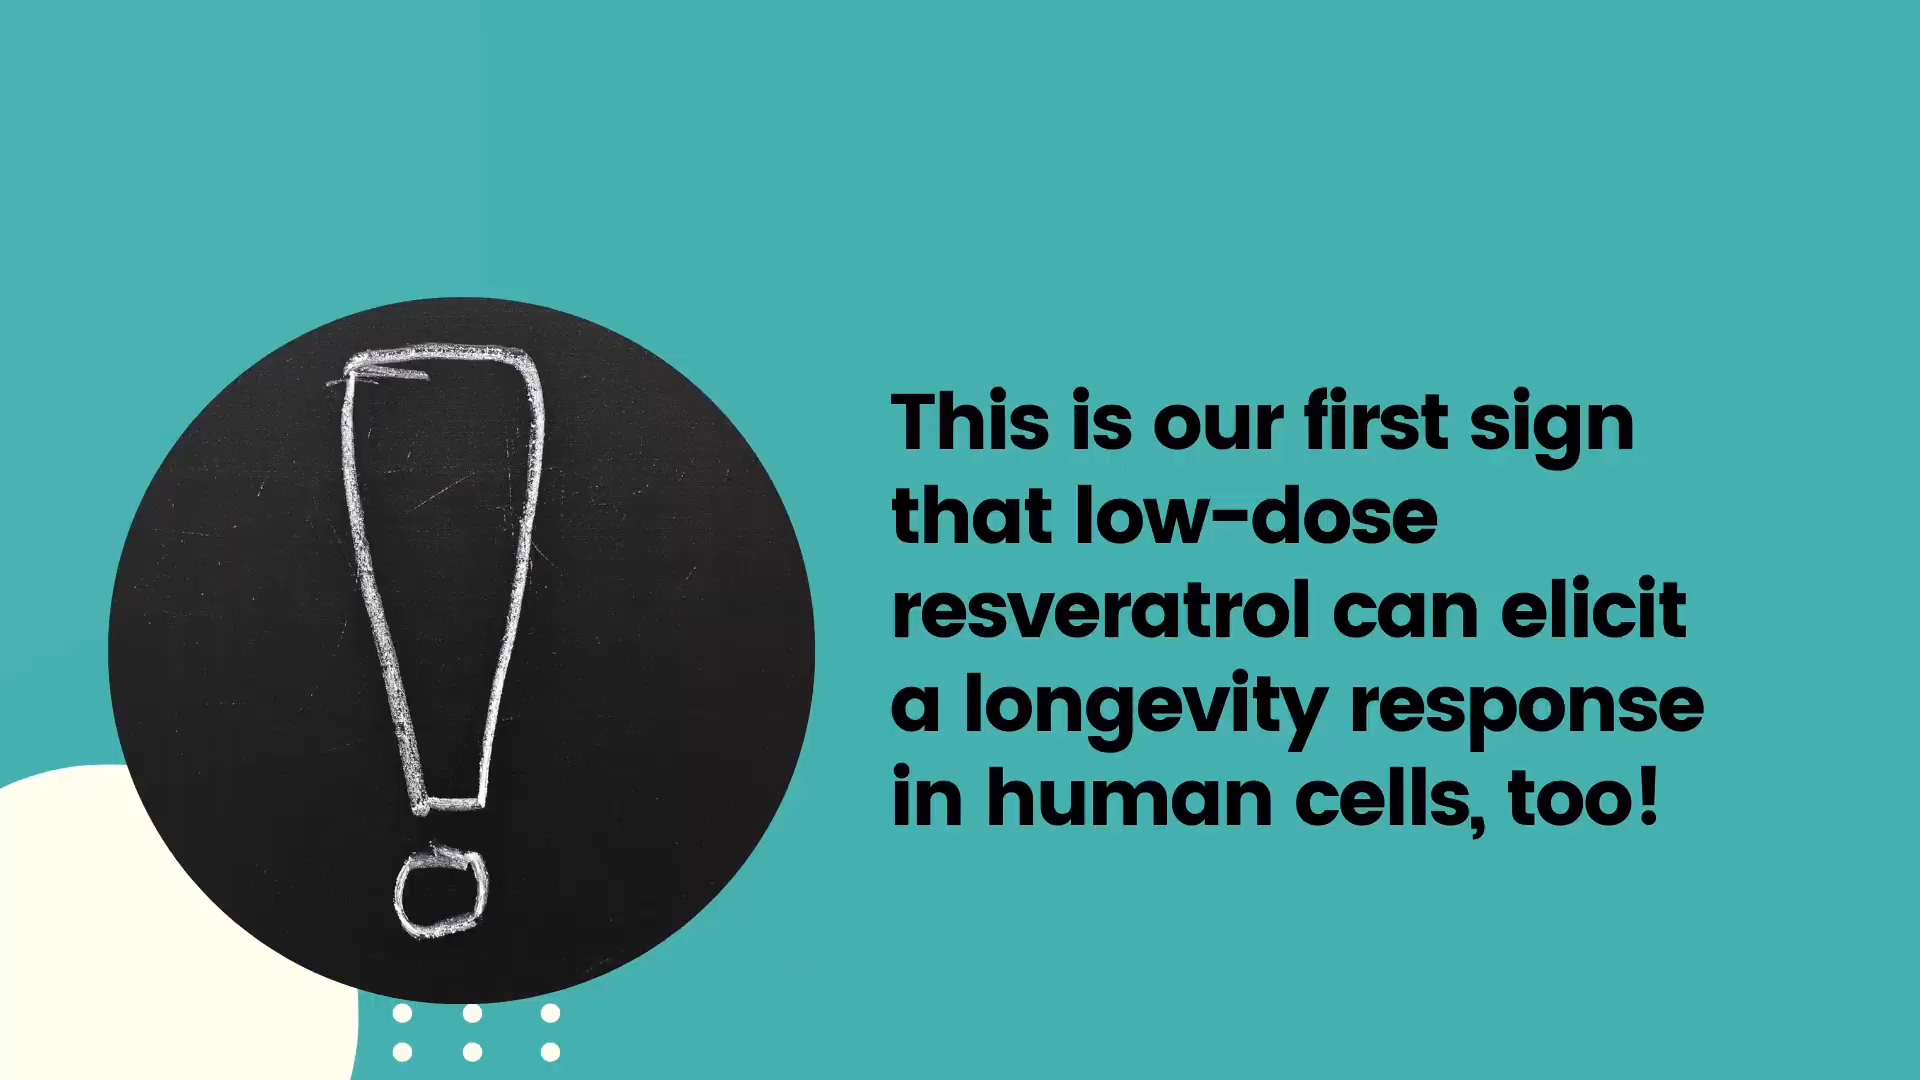 This is our first sign
that low-dose
resveratrol can elicit
a longevity response
in human cells, too!